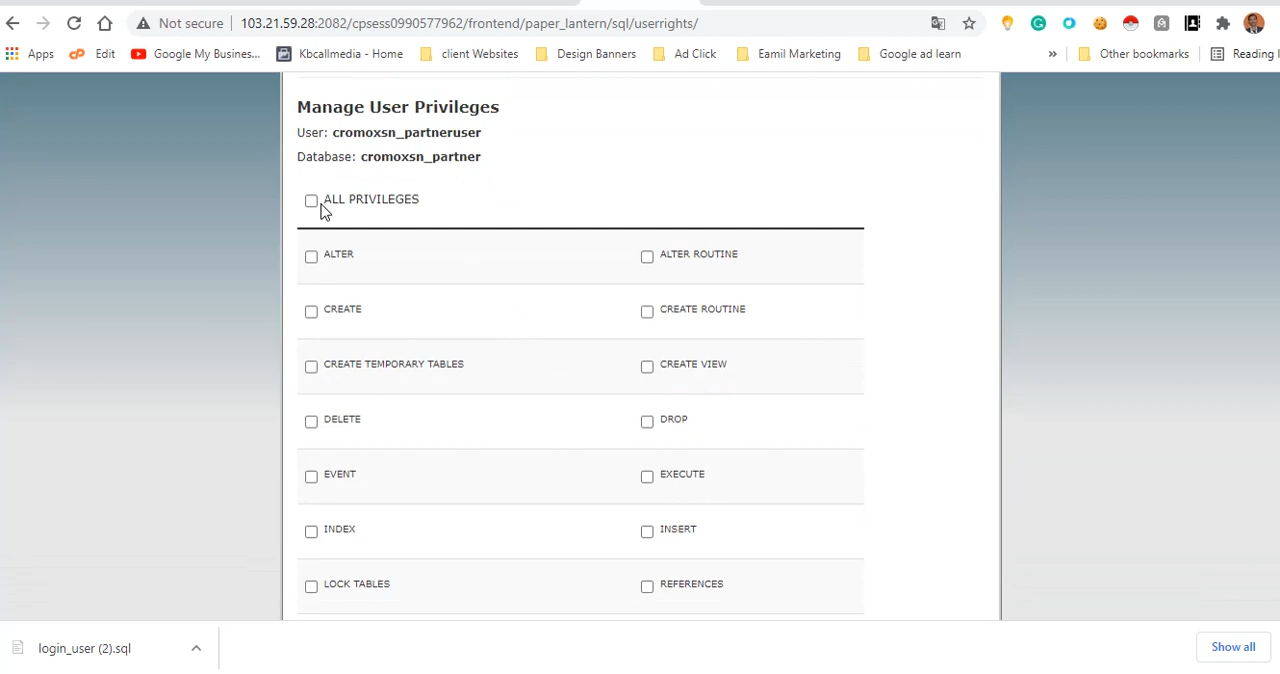 Not secure 103.21.59.28:2082/cpsess0990577962/frontend/paper_lantern/sql/userrights/
Apps Edit Google My Business... Kbcallmedia - Home client Websites Design Banners Ad Click Eamil Marketing Google ad learn » Other bookmarks Reading l
Manage User Privileges
User: cromoxsn_partneruser
Database: cromoxsn_partner
ALL PRIVILEGES
ALTER ALTER ROUTINE
CREATE CREATE ROUTINE
CREATE TEMPORARY TABLES CREATE VIEW
DELETE DROP
EVENT EXECUTE
INDEX INSERT
LOCK TABLES REFERENCES
login_user (2).sql Show all